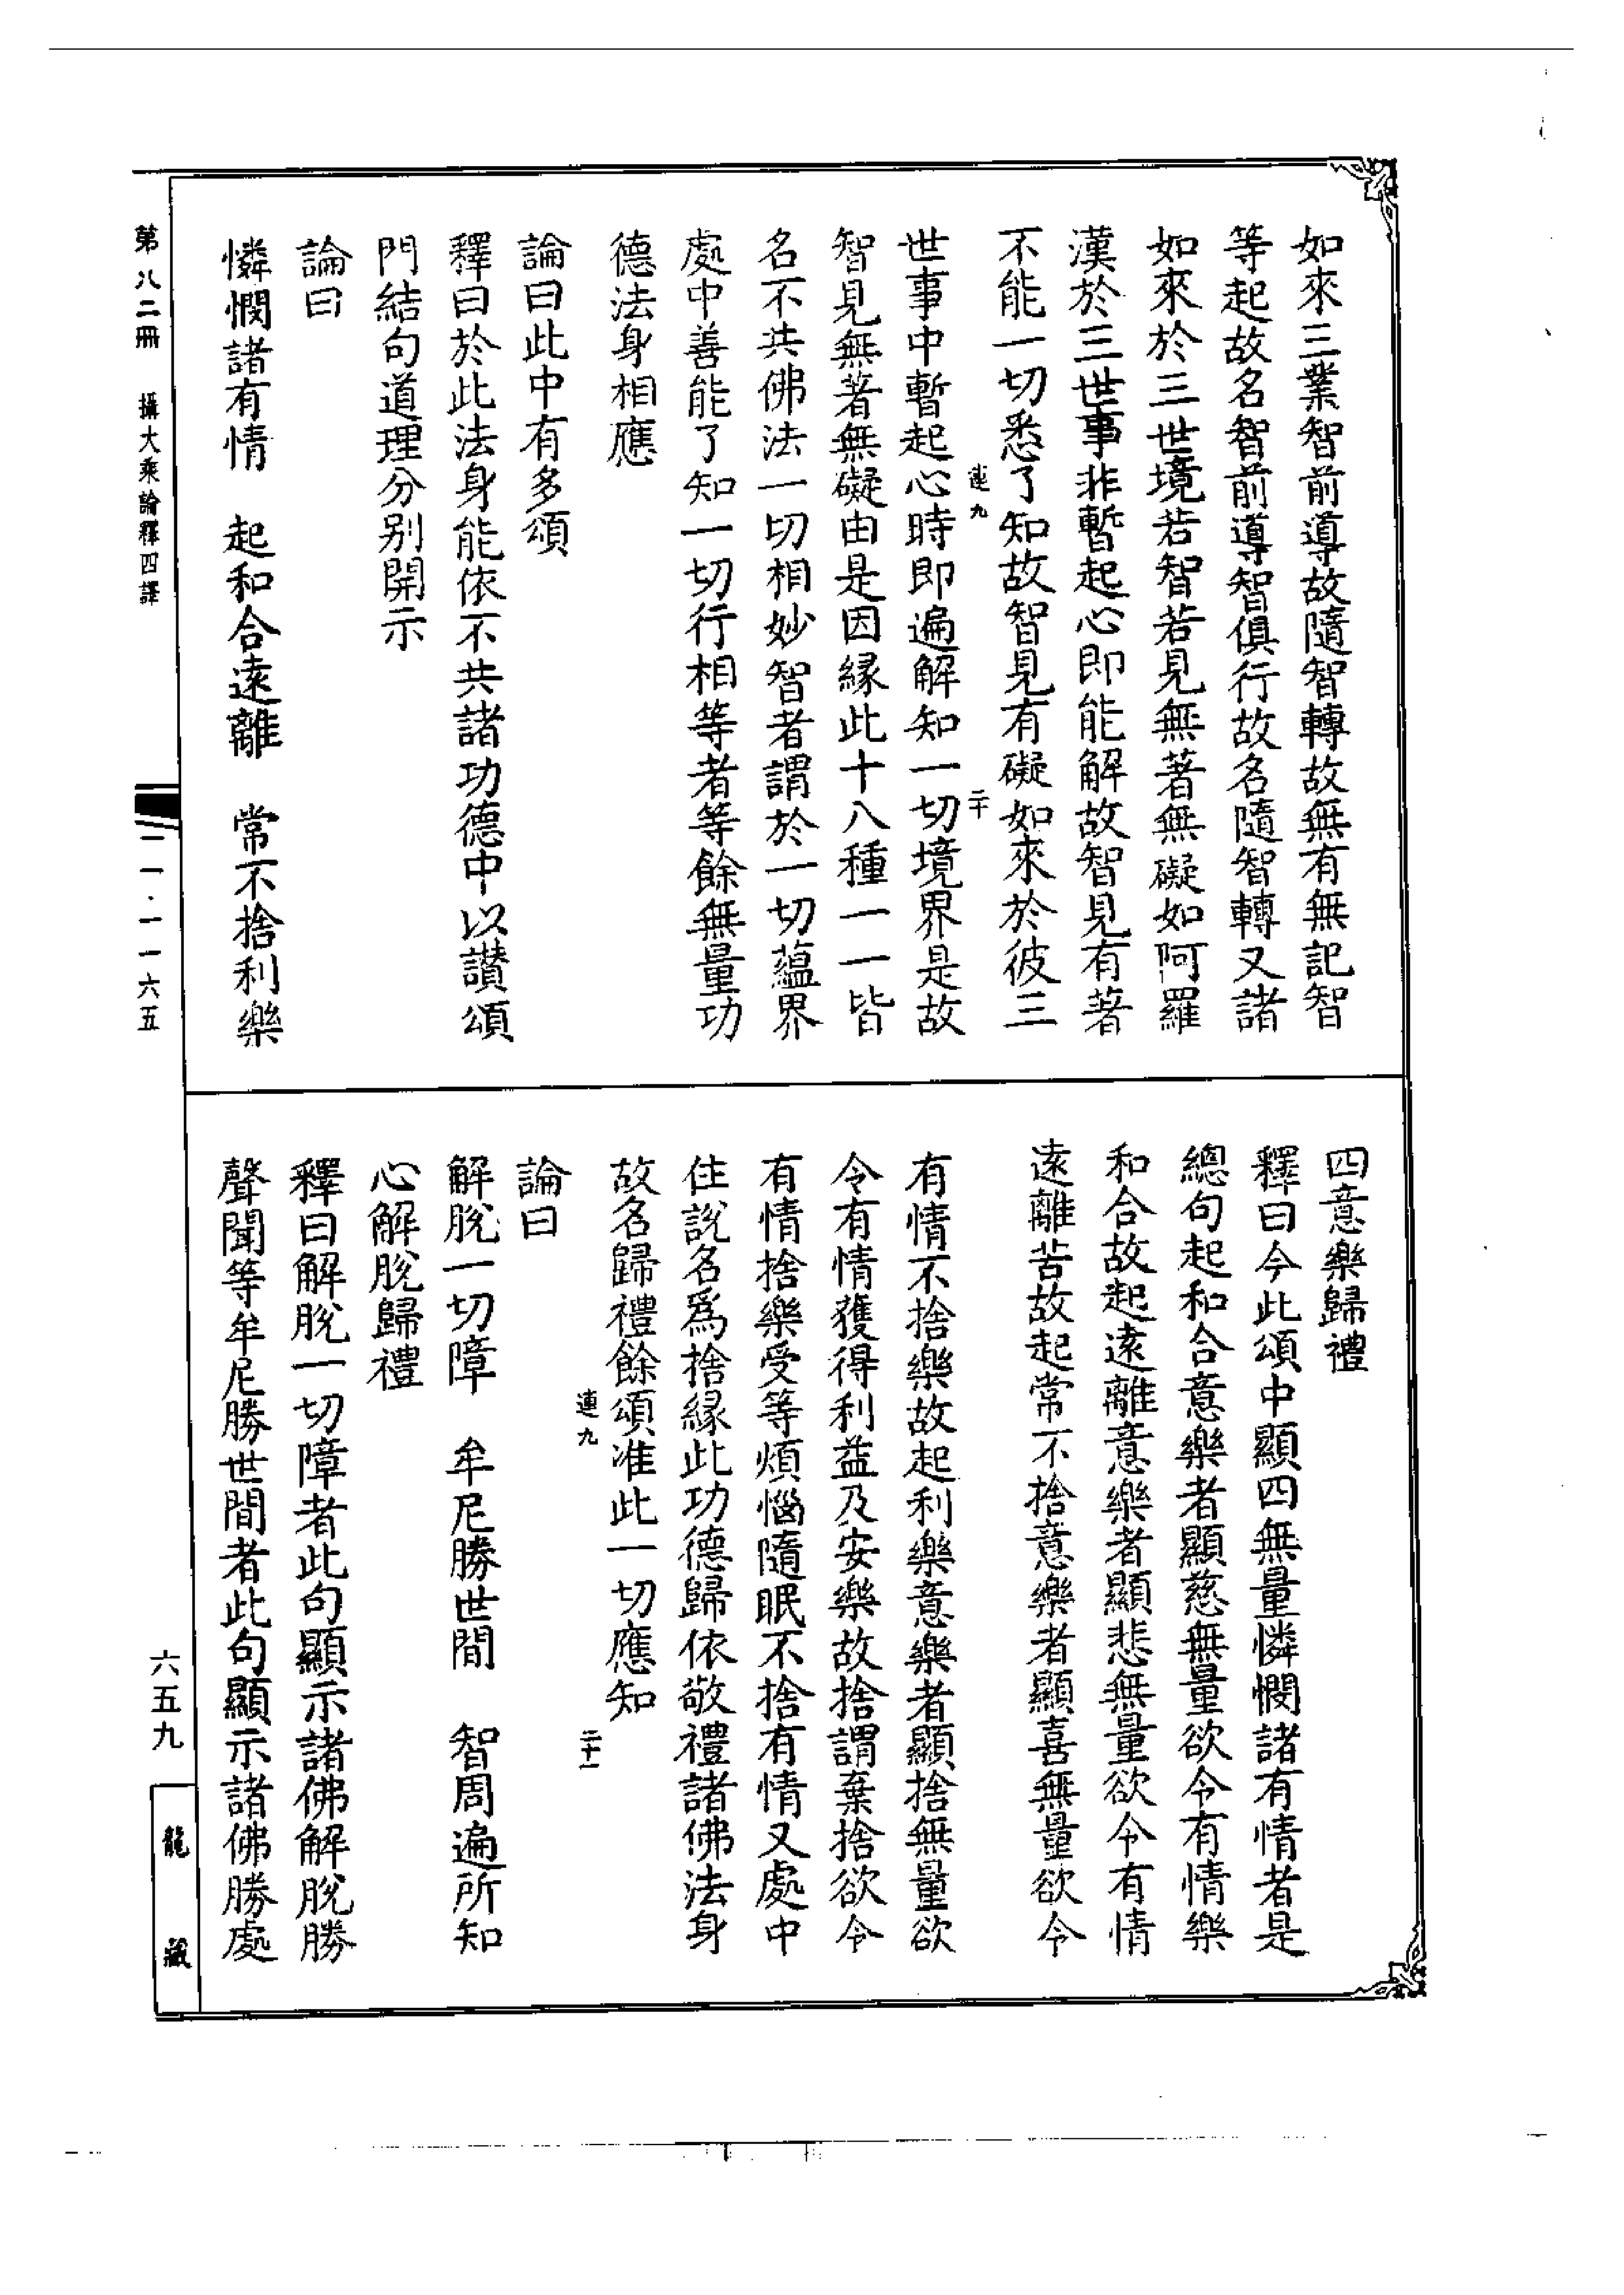 如來三業智前導故隨智轉故無有無記智
等起故名智前導智俱行故名隨智轉又諸
如來於三世境若智若見無著無礙如阿羅
漢於三世事非暫起心即能解故智見有著
不能一切悉了知故智見有礙如來於彼三
連九
二十
世事中暫起心時即遍解知一切境界是故
智見無著無礙由是因緣此十八種一一皆
名不共佛法一切相妙智者謂於一切蘊界
處中善能了知一切行相等者等餘無量功
德法身相應
論曰此中有多頌
釋曰於此法身能依不共諸功德中以讚頌
門結句道理分別開示
論曰
憐憫諸有情　起和合遠離　常不捨利樂
四意樂歸禮
釋曰今此頌中顯四無量憐憫諸有情者是
總句起和合意樂者顯慈無量欲令有情樂
和合故起遠離意樂者顯悲無量欲令有情
遠離苦故起常不捨意樂者顯喜無量欲令
有情不捨樂故起利樂意樂者顯捨無量欲
令有情獲得利益及安樂故捨謂棄捨欲令
有情捨樂受等煩惱隨眠不捨有情又處中
住說名爲捨緣此功德歸依敬禮諸佛法身
故名歸禮餘頌准此一切應知
連九
二十一
論曰
解脫一切障　牟尼勝世間　智周遍所知
心解脫歸禮
釋曰解脫一切障者此句顯示諸佛解脫勝
聲聞等牟尼勝世間者此句顯示諸佛勝處
第八二冊　攝大乘論釋四譯
二一·一一六五
六五九
龍藏